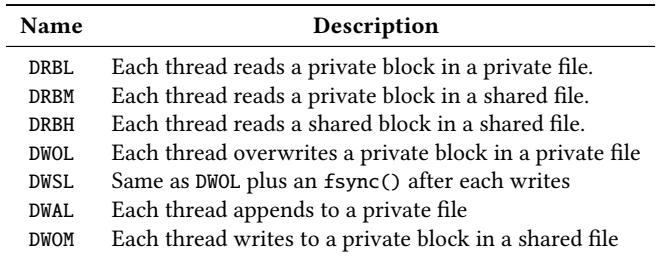 Name Description
DRBL Each thread reads a private block in a private file.
DRBM Each thread reads a private block in a shared file.
DRBH Each thread reads a shared block in a shared file.
DWOL Each thread overwrites a private block in a private file
DWSL Same as DWOL plus an fsync() after each writes
DWAL Each thread appends to a private file
DWOM Each thread writes to a private block in a shared file